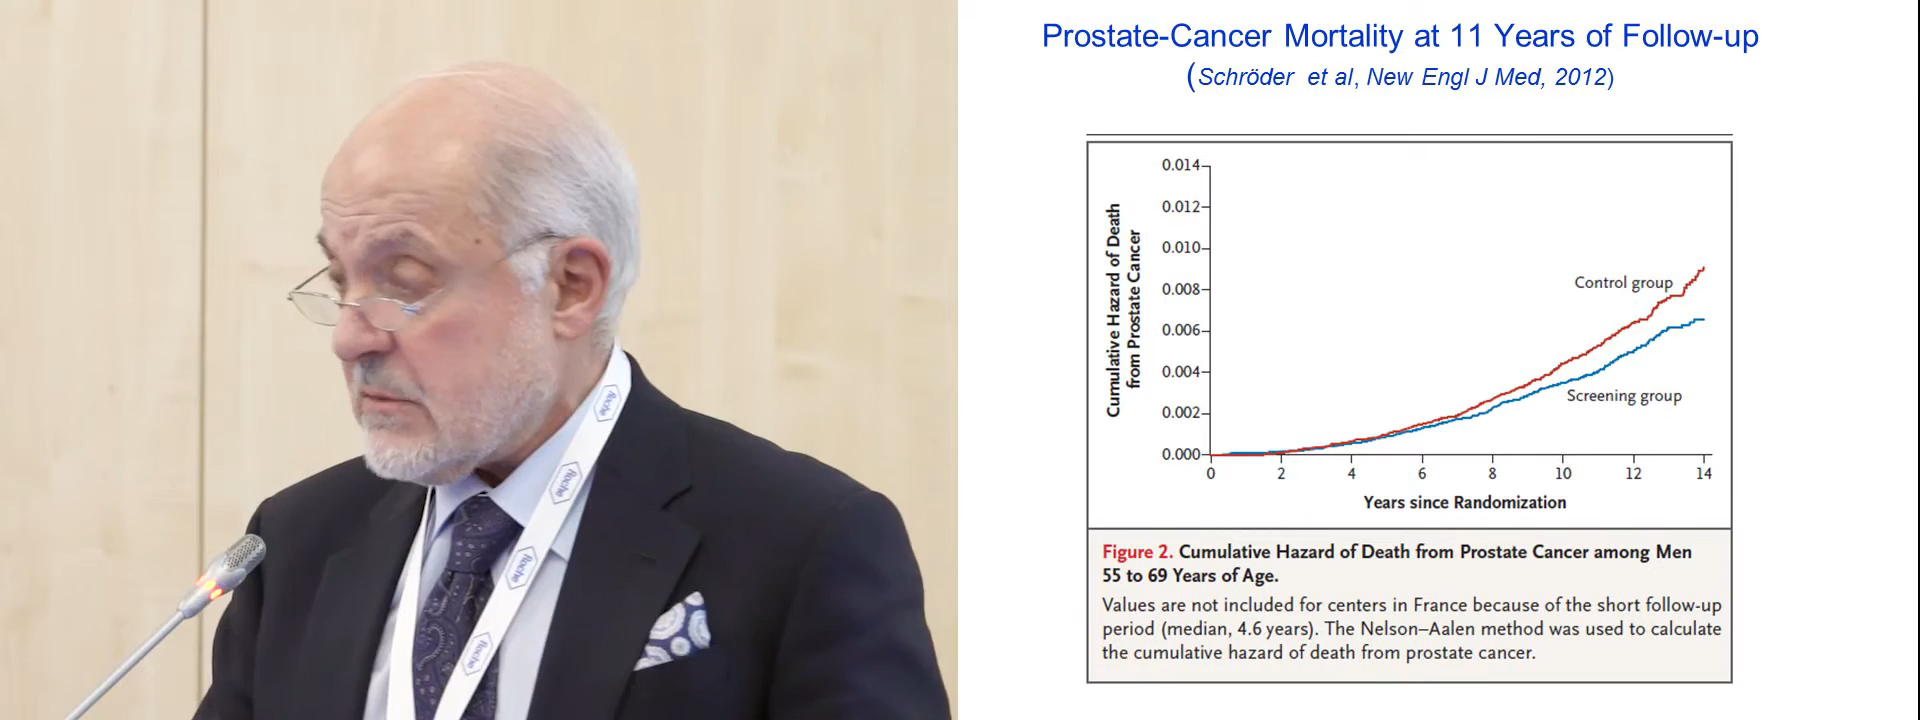 Prostate-Cancer Mortality at 11 Years of Follow-up
(Schröder et al, New Engl J Med, 2012)
Cumulative Hazard of Death
from Prostate Cancer
0.014
0.012
0.010
0.008
0.006
0.004
0.002
0.000
Control group
Screening group
0 2 4 6 8 10 12 14
Years since Randomization
Figure 2. Cumulative Hazard of Death from Prostate Cancer among Men
55 to 69 Years of Age.
Values are not included for centers in France because of the short follow-up
period (median, 4.6 years). The Nelson–Aalen method was used to calculate
the cumulative hazard of death from prostate cancer.
Roche
Roche
Roche
Roche